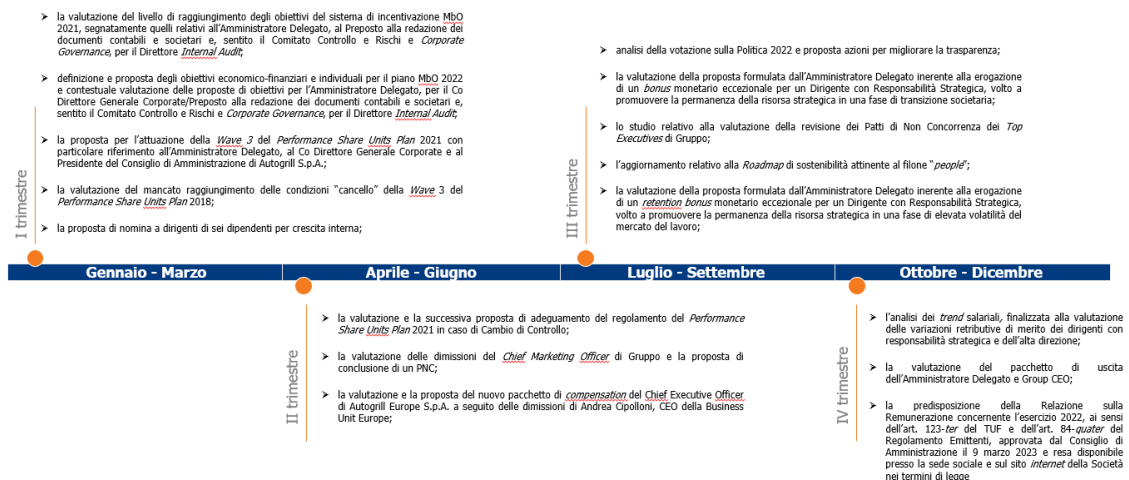 ➢ la valutazione del livello di raggiungimento degli obiettivi del sistema di incentivazione MbO
2021, segnatamente quelli relativi all'Amministratore Delegato, al Preposto alla redazione dei
documenti contabili e societari e, sentito il Comitato Controllo e Rischi e Corporate
Governance, per il Direttore Internal Audit;
➢ definizione e proposta degli obiettivi economico-finanziari e individuali per il piano MbO 2022
e contestuale valutazione delle proposte di obiettivi per l'Amministratore Delegato, per il Co
Direttore Generale Corporate/Preposto alla redazione dei documenti contabili e societari e,
sentito il Comitato Controllo e Rischi e Corporate Governance, per il Direttore Internal Audit;
➢ la proposta per l'attuazione della Wave 3 del Performance Share Units Plan 2021 con
particolare riferimento all'Amministratore Delegato, al Co Direttore Generale Corporate e al
Presidente del Consiglio di Amministrazione di Autogrill S.p.A.;
➢ la valutazione del mancato raggiungimento delle condizioni "cancello" della Wave 3 del
Performance Share Units Plan 2018;
➢ la proposta di nomina a dirigenti di sei dipendenti per crescita interna;
I trimestre
➢ analisi della votazione sulla Politica 2022 e proposta azioni per migliorare la trasparenza;
➢ la valutazione della proposta formulata dall'Amministratore Delegato inerente alla erogazione
di un bonus monetario eccezionale per un Dirigente con Responsabilità Strategica, volto a
promuovere la permanenza della risorsa strategica in una fase di transizione societaria;
➢ lo studio relativo alla valutazione della revisione dei Patti di Non Concorrenza dei Top
Executives di Gruppo;
➢ l'aggiornamento relativo alla Roadmap di sostenibilità attinente al filone "people";
➢ la valutazione della proposta formulata dall'Amministratore Delegato inerente alla erogazione
di un retention bonus monetario eccezionale per un Dirigente con Responsabilità Strategica,
volto a promuovere la permanenza della risorsa strategica in una fase di elevata volatilità del
mercato del lavoro;
III trimestre
Gennaio - Marzo
Aprile - Giugno
Luglio - Settembre
Ottobre - Dicembre
II trimestre
➢ la valutazione e la successiva proposta di adeguamento del regolamento del Performance
Share Units Plan 2021 in caso di Cambio di Controllo;
➢ la valutazione delle dimissioni del Chief Marketing Officer di Gruppo e la proposta di
conclusione di un PNC;
➢ la valutazione e la proposta del nuovo pacchetto di compensation del Chief Executive Officer
di Autogrill Europe S.p.A. a seguito delle dimissioni di Andrea Cipolloni, CEO della Business
Unit Europe;
IV trimestre
➢ l'analisi dei trend salariali, finalizzata alla valutazione
delle variazioni retributive di merito dei dirigenti con
responsabilità strategica e dell'alta direzione;
➢ la valutazione del pacchetto di uscita
dell'Amministratore Delegato e Group CEO;
➢ la predisposizione della Relazione sulla
Remunerazione concernente l'esercizio 2022, ai sensi
dell'art. 123-ter del TUF e dell'art. 84-quater del
Regolamento Emittenti, approvata dal Consiglio di
Amministrazione il 9 marzo 2023 e resa disponibile
presso la sede sociale e sul sito internet della Società
nei termini di legge